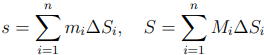 $$s = \sum_{i=1}^{n} m_i \Delta S_i, \quad S = \sum_{i=1}^{n} M_i \Delta S_i$$